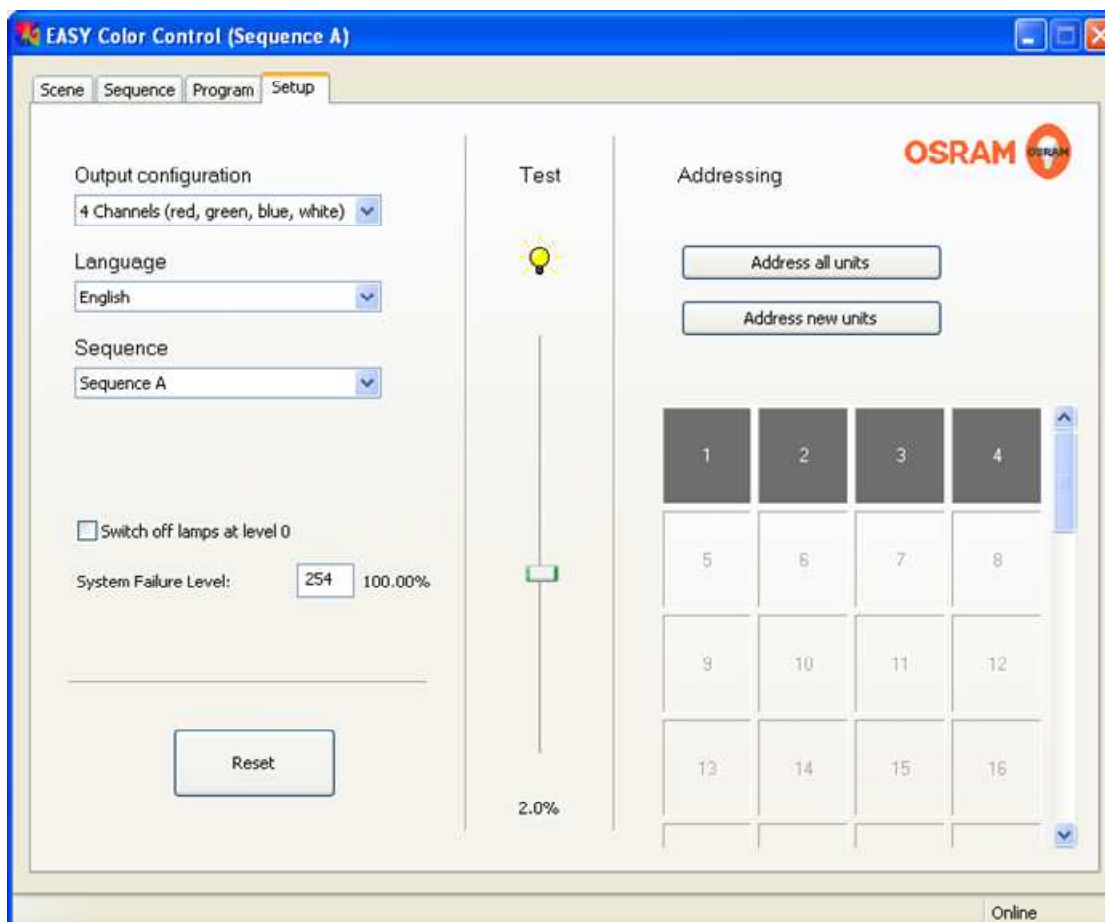 EASY Color Control (Sequence A)
Scene Sequence Program Setup
OSRAM OSRAM
Output configuration
4 Channels (red, green, blue, white)
Language
English
Sequence
Sequence A
Switch off lamps at level 0
System Failure Level: 254 100.00%
Reset
Test
2.0%
Addressing
Address all units
Address new units
1 2 3 4
5 6 7 8
9 10 11 12
13 14 15 16
Online